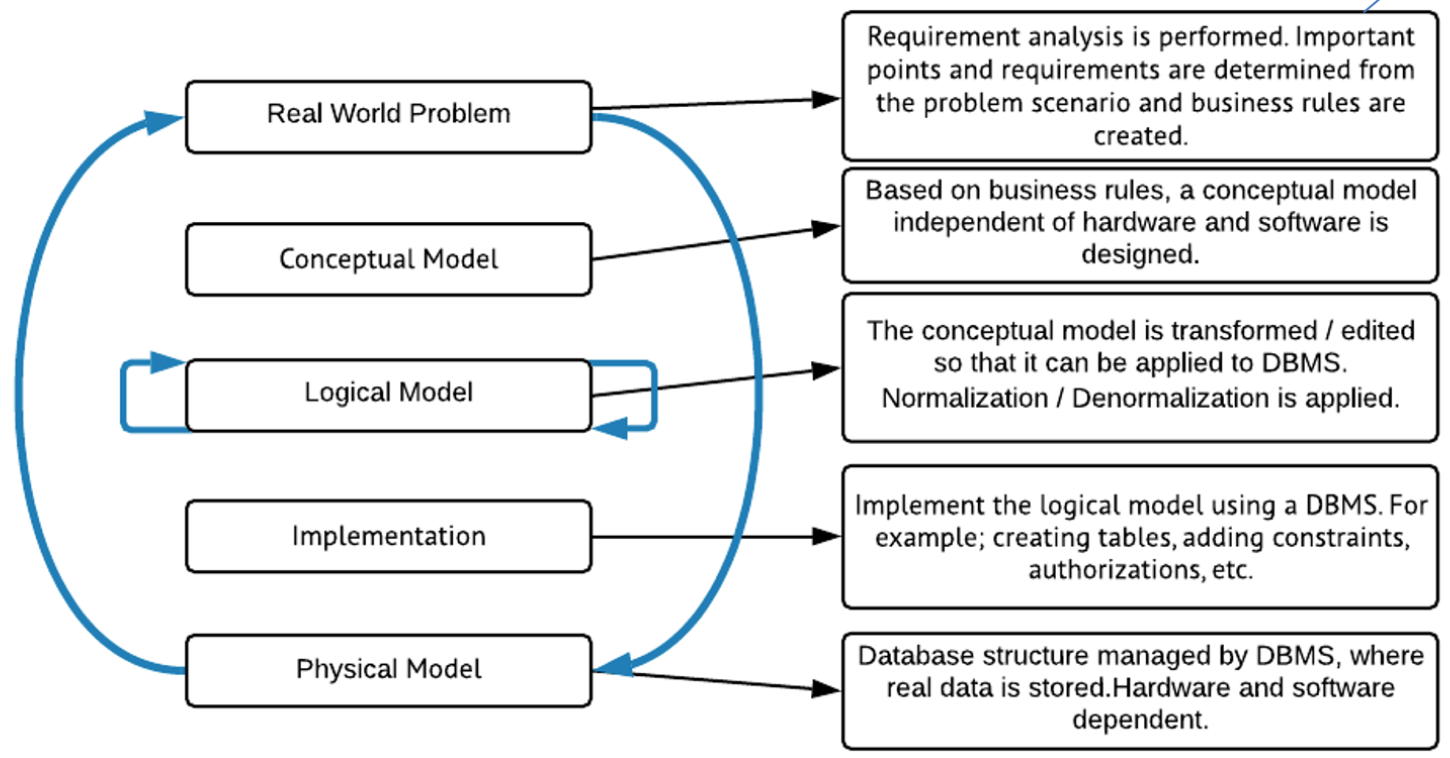 Real World Problem
Requirement analysis is performed. Important
points and requirements are determined from
the problem scenario and business rules are
created.
Conceptual Model
Based on business rules, a conceptual model
independent of hardware and software is
designed.
Logical Model
The conceptual model is transformed / edited
so that it can be applied to DBMS.
Normalization / Denormalization is applied.
Implementation
Implement the logical model using a DBMS. For
example; creating tables, adding constraints,
authorizations, etc.
Physical Model
Database structure managed by DBMS, where
real data is stored.Hardware and software
dependent.